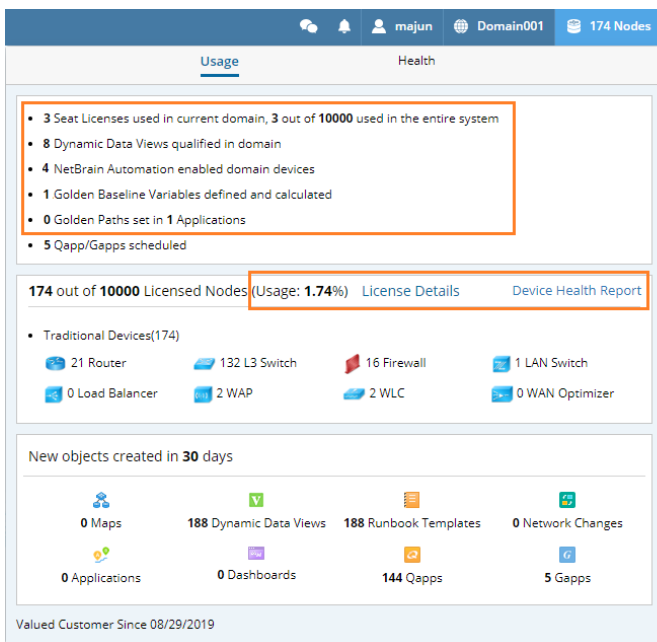 majun Domain001 174 Nodes
Usage Health
• 3 Seat Licenses used in current domain, 3 out of 10000 used in the entire system
• 8 Dynamic Data Views qualified in domain
• 4 NetBrain Automation enabled domain devices
• 1 Golden Baseline Variables defined and calculated
• 0 Golden Paths set in 1 Applications
• 5 Qapp/Gapps scheduled
174 out of 10000 Licensed Nodes (Usage: 1.74%) License Details Device Health Report
• Traditional Devices(174)
21 Router 132 L3 Switch 16 Firewall 1 LAN Switch
0 Load Balancer 2 WAP 2 WLC 0 WAN Optimizer
New objects created in 30 days
0 Maps 188 Dynamic Data Views 188 Runbook Templates 0 Network Changes
0 Applications 0 Dashboards 144 Qapps 5 Gapps
Valued Customer Since 08/29/2019